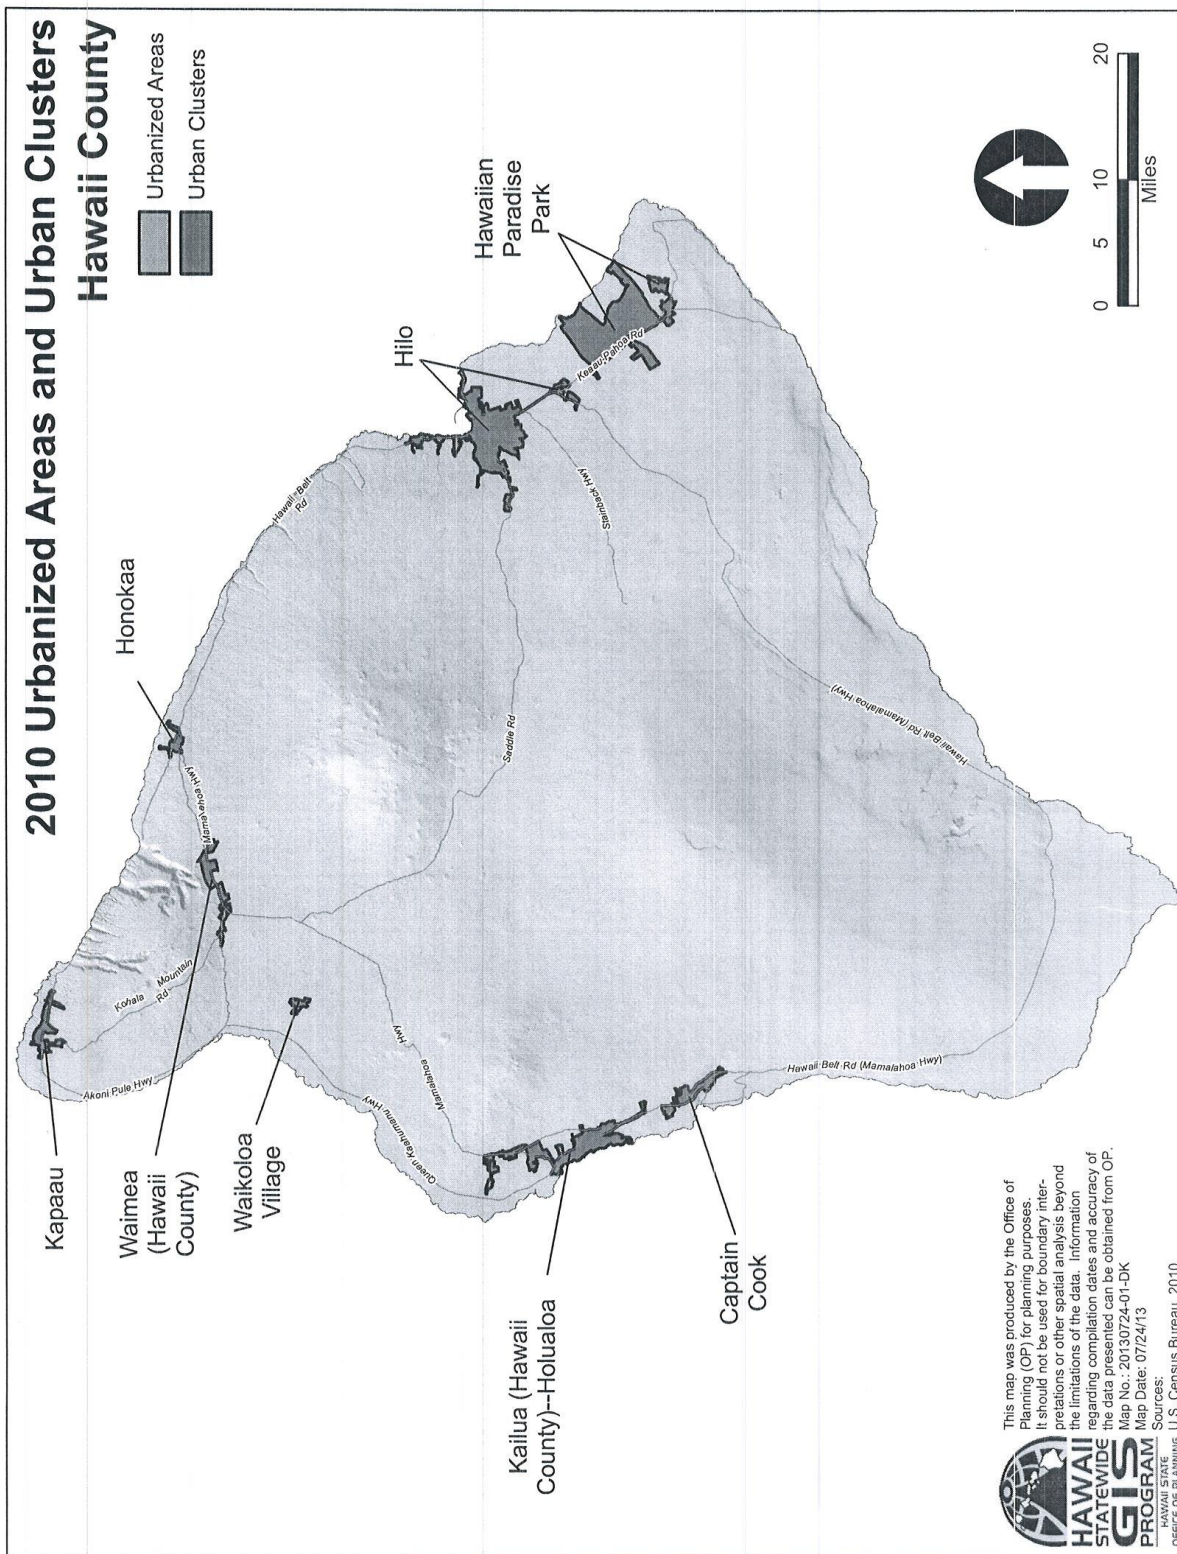 2010 Urbanized Areas and Urban Clusters
Hawaii County
Urbanized Areas
Urban Clusters
Kapaau
Honokaa
Waimea
(Hawaii
County)
Waikoloa
Village
Hilo
Hawaiian
Paradise
Park
Kailua (Hawaii
County)--Holualoa
Captain
Cook
Akoni Pule Hwy
Kohala Mountain
Rd
Mamalahoa Hwy
Hawaii Belt
Rd
Queen Kaahumanu Hwy
Mamalahoa Hwy
Saddle Rd
Stainback Hwy
Keaau-Pahoa Rd
Hawaii Belt Rd (Mamalahoa Hwy)
Hawaii Belt Rd (Mamalahoa Hwy)
0 5 10 20
Miles
HAWAII
STATEWIDE
GIS
PROGRAM
HAWAII STATE
OFFICE OF PLANNING
This map was produced by the Office of
Planning (OP) for planning purposes.
It should not be used for boundary inter-
pretations or other spatial analysis beyond
the limitations of the data. Information
regarding compilation dates and accuracy of
the data presented can be obtained from OP.
Map No.: 20130724-01-DK
Map Date: 07/24/13
Sources:
U.S. Census Bureau, 2010